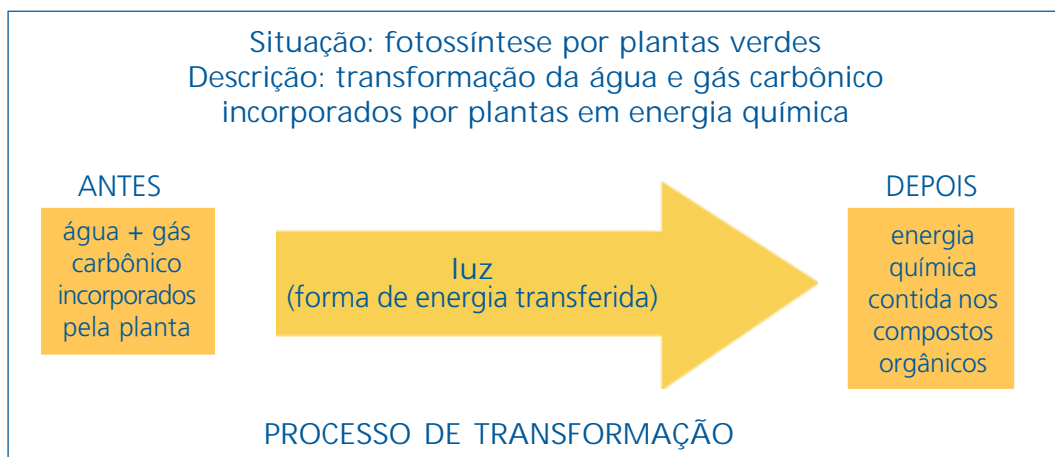 Situação: fotossíntese por plantas verdes
Descrição: transformação da água e gás carbônico
incorporados por plantas em energia química
ANTES
água + gás
carbônico
incorporados
pela planta
luz
(forma de energia transferida)
DEPOIS
energia
química
contida nos
compostos
orgânicos
PROCESSO DE TRANSFORMAÇÃO